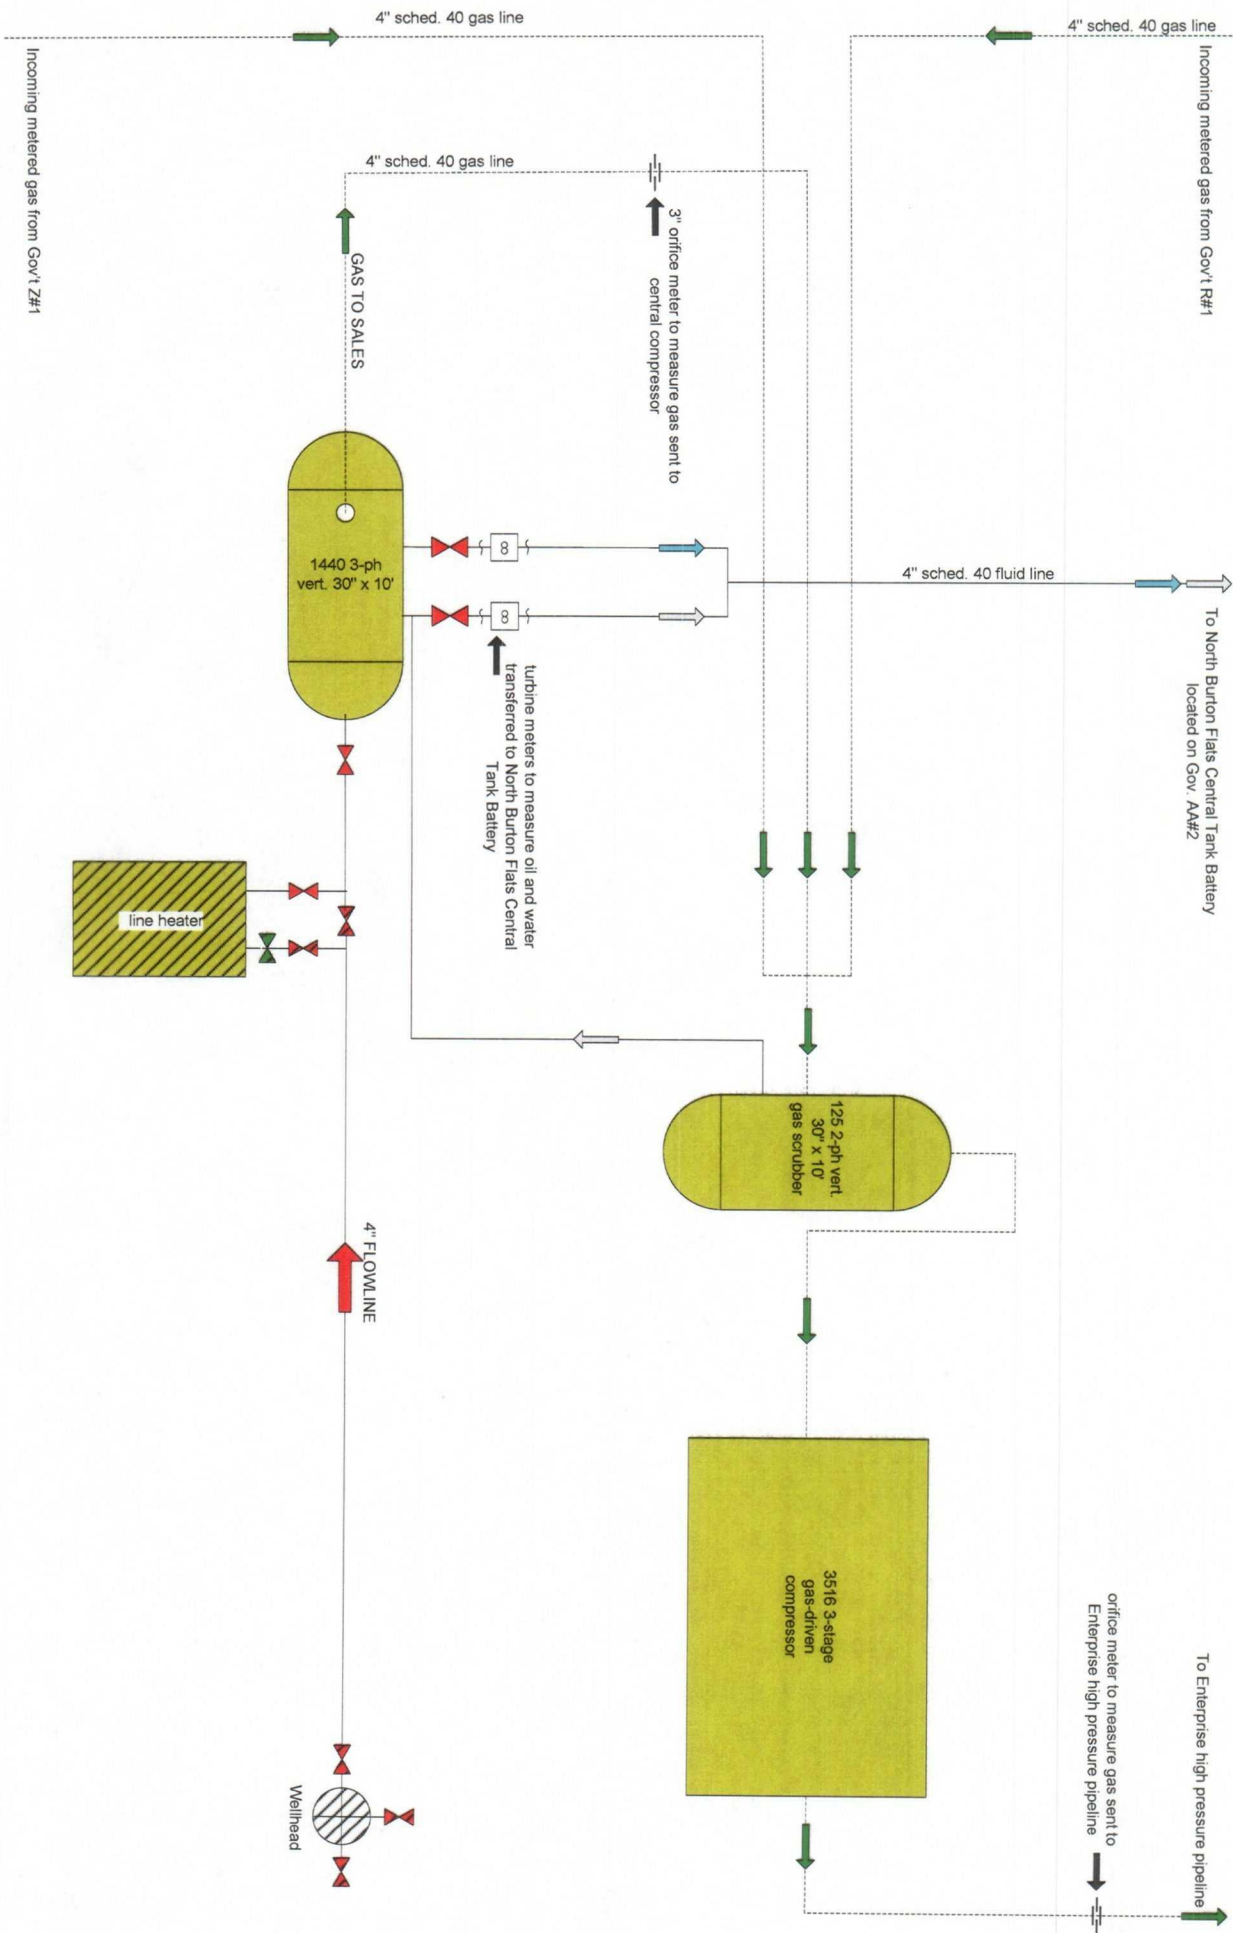 4" sched. 40 gas line
4" sched. 40 gas line
Incoming metered gas from Gov't Z#1
Incoming metered gas from Gov't R#1
4" sched. 40 gas line
3" orifice meter to measure gas sent to
central compressor
GAS TO SALES
1440 3-ph
vert. 30" x 10'
8
8
4" sched. 40 fluid line
To North Burton Flats Central Tank Battery
located on Gov. AA#2
turbine meters to measure oil and water
transferred to North Burton Flats Central
Tank Battery
line heater
125 2-ph vert.
30" x 10'
gas scrubber
4" FLOWLINE
3516 3-stage
gas-driven
compressor
orifice meter to measure gas sent to
Enterprise high pressure pipeline
To Enterprise high pressure pipeline
Wellhead